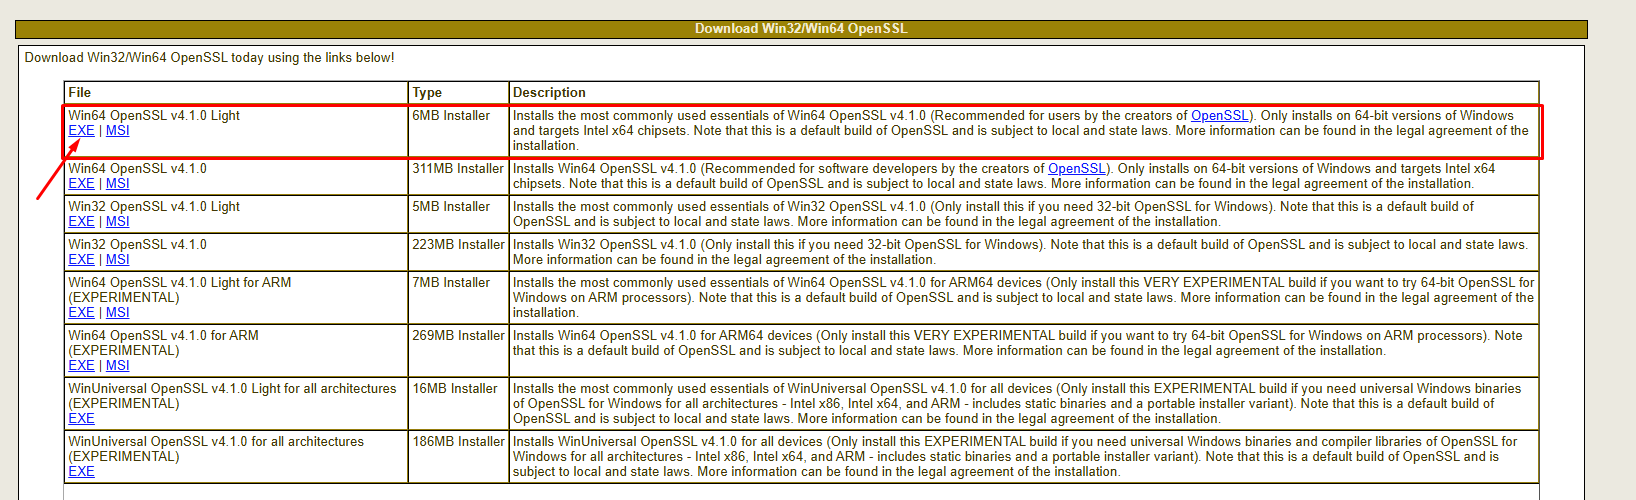 Download Win32/Win64 OpenSSL
Download Win32/Win64 OpenSSL today using the links below!
File Type Description
Win64 OpenSSL v4.1.0 Light 6MB Installer Installs the most commonly used essentials of Win64 OpenSSL v4.1.0 (Recommended for users by the creators of OpenSSL). Only installs on 64-bit versions of Windows
EXE | MSI and targets Intel x64 chipsets. Note that this is a default build of OpenSSL and is subject to local and state laws. More information can be found in the legal agreement of the
installation.
Win64 OpenSSL v4.1.0 311MB Installer Installs Win64 OpenSSL v4.1.0 (Recommended for software developers by the creators of OpenSSL). Only installs on 64-bit versions of Windows and targets Intel x64
EXE | MSI chipsets. Note that this is a default build of OpenSSL and is subject to local and state laws. More information can be found in the legal agreement of the installation.
Win32 OpenSSL v4.1.0 Light 5MB Installer Installs the most commonly used essentials of Win32 OpenSSL v4.1.0 (Only install this if you need 32-bit OpenSSL for Windows). Note that this is a default build of
EXE | MSI OpenSSL and is subject to local and state laws. More information can be found in the legal agreement of the installation.
Win32 OpenSSL v4.1.0 223MB Installer Installs Win32 OpenSSL v4.1.0 (Only install this if you need 32-bit OpenSSL for Windows). Note that this is a default build of OpenSSL and is subject to local and state laws.
EXE | MSI More information can be found in the legal agreement of the installation.
Win64 OpenSSL v4.1.0 Light for ARM 7MB Installer Installs the most commonly used essentials of Win64 OpenSSL v4.1.0 for ARM64 devices (Only install this VERY EXPERIMENTAL build if you want to try 64-bit OpenSSL for
(EXPERIMENTAL) Windows on ARM processors). Note that this is a default build of OpenSSL and is subject to local and state laws. More information can be found in the legal agreement of the
EXE | MSI installation.
Win64 OpenSSL v4.1.0 for ARM 269MB Installer Installs Win64 OpenSSL v4.1.0 for ARM64 devices (Only install this VERY EXPERIMENTAL build if you want to try 64-bit OpenSSL for Windows on ARM processors). Note
(EXPERIMENTAL) that this is a default build of OpenSSL and is subject to local and state laws. More information can be found in the legal agreement of the installation.
EXE | MSI
WinUniversal OpenSSL v4.1.0 Light for all architectures 16MB Installer Installs the most commonly used essentials of WinUniversal OpenSSL v4.1.0 for all devices (Only install this EXPERIMENTAL build if you need universal Windows binaries
(EXPERIMENTAL) of OpenSSL for Windows for all architectures - Intel x86, Intel x64, and ARM - includes static binaries and a portable installer variant). Note that this is a default build of
EXE OpenSSL and is subject to local and state laws. More information can be found in the legal agreement of the installation.
WinUniversal OpenSSL v4.1.0 for all architectures 186MB Installer Installs WinUniversal OpenSSL v4.1.0 for all devices (Only install this EXPERIMENTAL build if you need universal Windows binaries and compiler libraries of OpenSSL for
(EXPERIMENTAL) Windows for all architectures - Intel x86, Intel x64, and ARM - includes static binaries and a portable installer variant). Note that this is a default build of OpenSSL and is
EXE subject to local and state laws. More information can be found in the legal agreement of the installation.